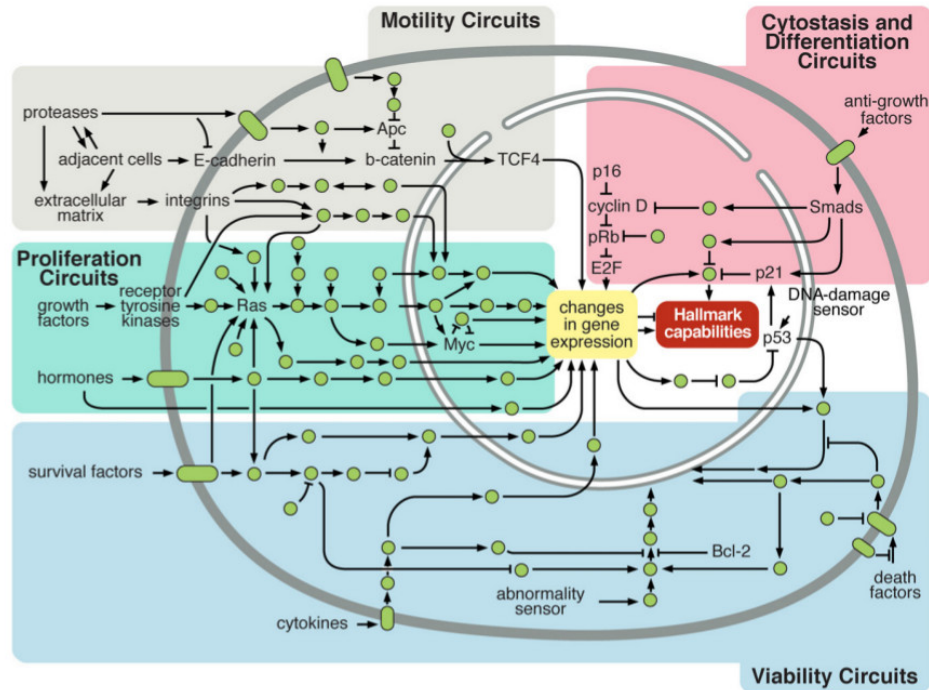 Motility Circuits
Cytostasis and
Differentiation
Circuits
proteases
anti-growth
factors
Apc
adjacent cells
E-cadherin
b-catenin
TCF4
p16
extracellular
matrix
integrins
cyclin D
Smads
pRb
Proliferation
Circuits
E2F
p21
growth
factors
receptor
tyrosine
kinases
Ras
changes
in gene
expression
Hallmark
capabilities
DNA-damage
sensor
Myc
p53
hormones
survival factors
Bcl-2
abnormality
sensor
death
factors
cytokines
Viability Circuits